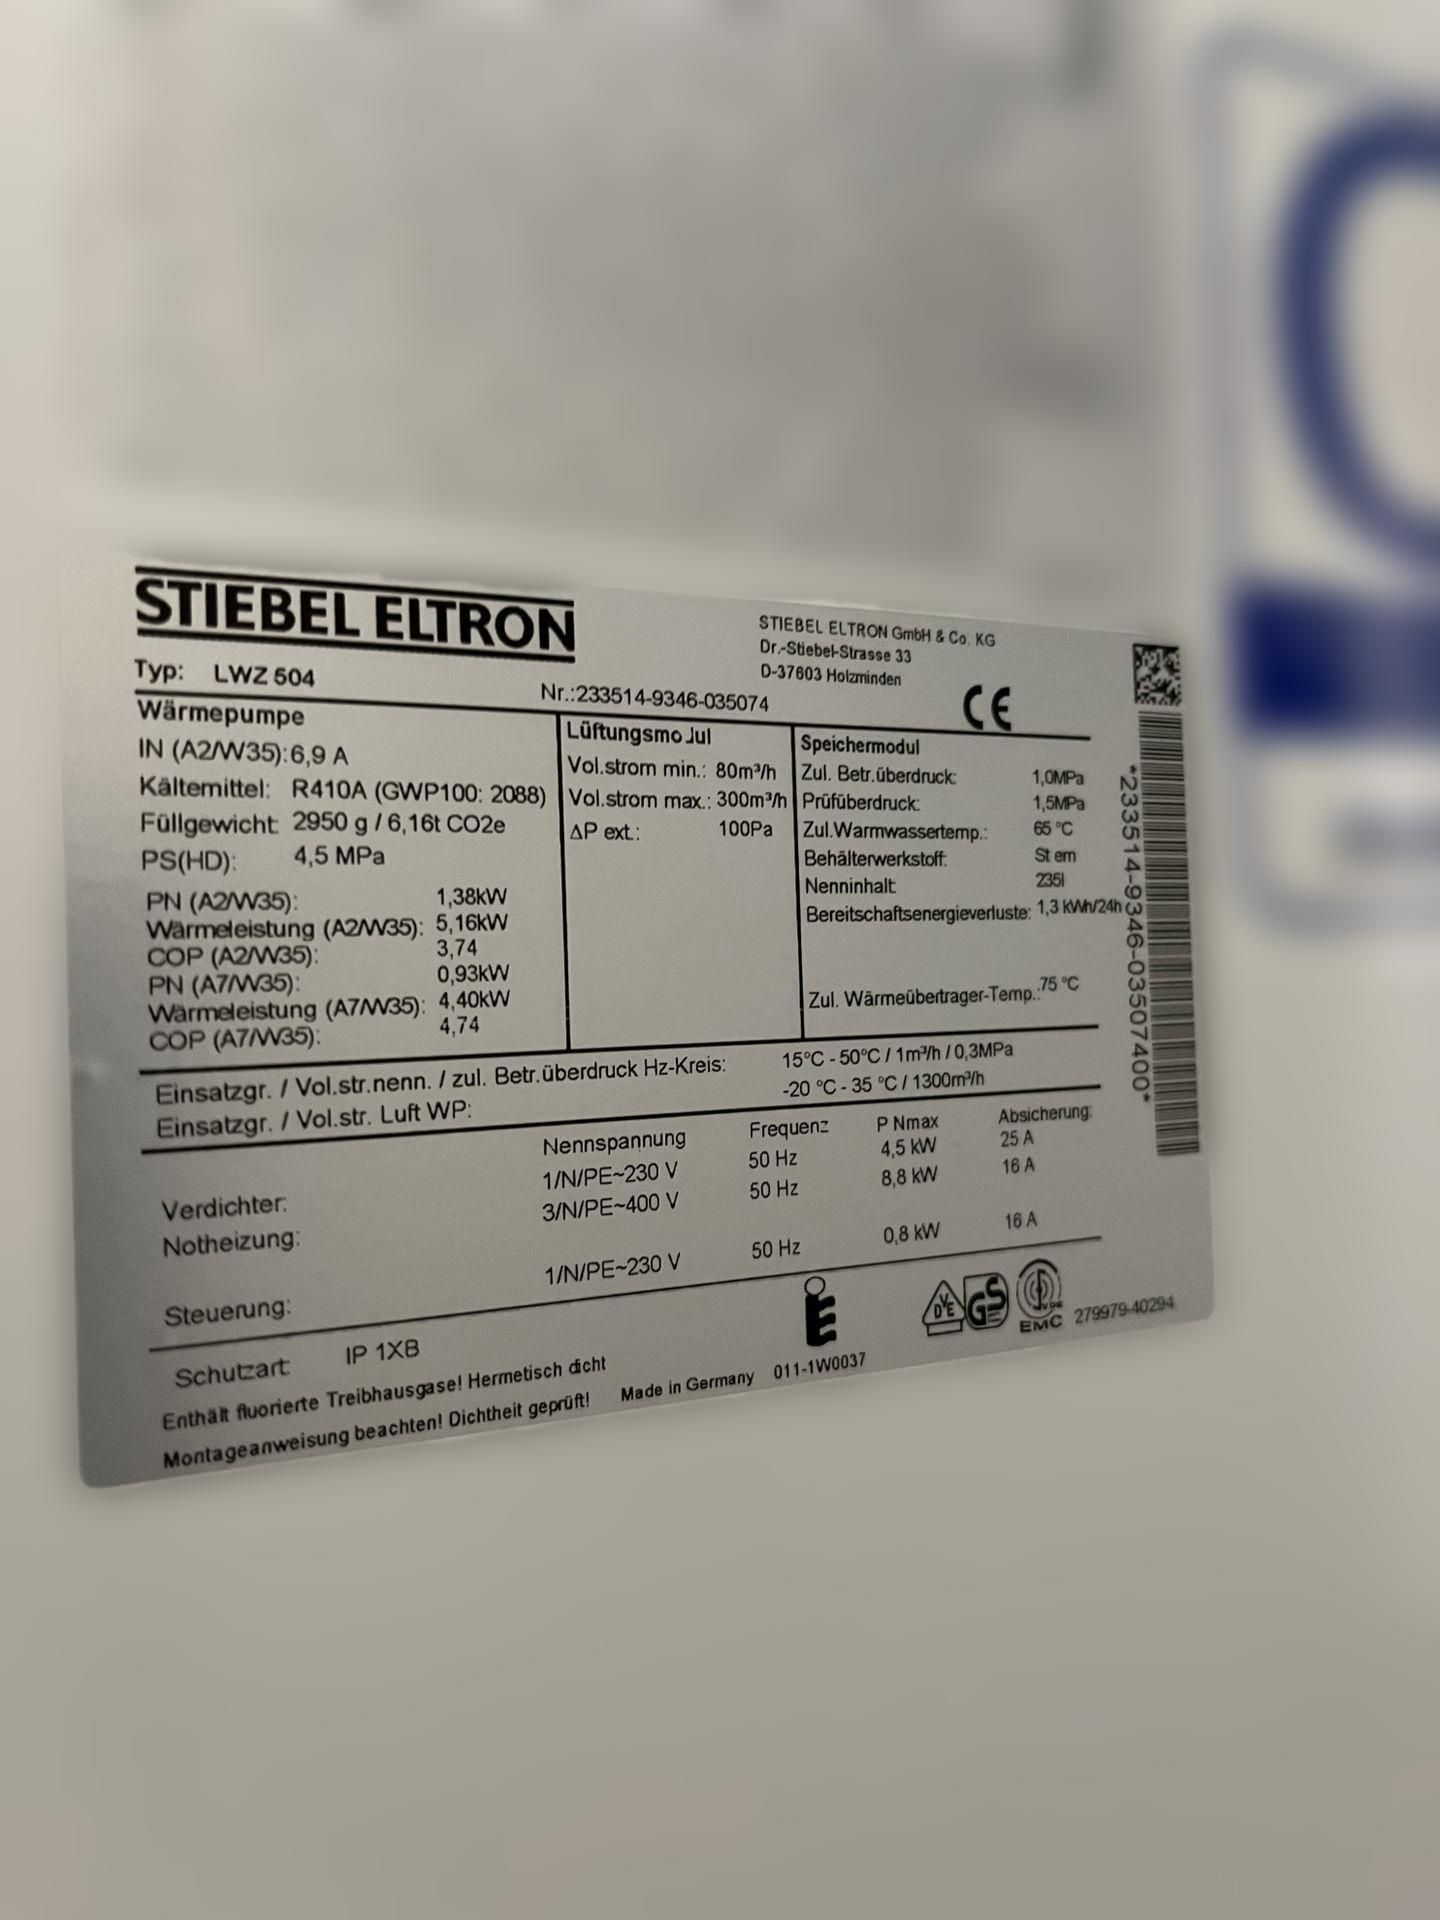 STIEBEL ELTRON
STIEBEL ELTRON GmbH & Co. KG
Dr.-Stiebel-Strasse 33
D-37603 Holzminden
Typ: LWZ 504
Nr.:233514-9346-035074
CE
Wärmepumpe
IN (A2/W35):6,9 A
Kältemittel: R410A (GWP100: 2088)
Füllgewicht: 2950 g / 6,16t CO2e
PS(HD): 4,5 MPa
PN (A2/W35): 1,38kW
Wärmeleistung (A2/W35): 5,16kW
COP (A2/W35): 3,74
PN (A7/W35): 0,93kW
Wärmeleistung (A7/W35): 4,40kW
COP (A7/W35): 4,74
Lüftungsmodul
Vol.strom min.: 80m³/h
Vol.strom max.: 300m³/h
ΔP ext.: 100Pa
Speichermodul
Zul. Betr.überdruck: 1,0MPa
Prüfüberdruck: 1,5MPa
Zul.Warmwassertemp.: 65 °C
Behälterwerkstoff: St em
Nenninhalt: 235l
Bereitschaftsenergieverluste: 1,3 kWh/24h
Zul. Wärmeübertrager-Temp.: 75 °C
*233514-9346-03507400*
Einsatzgr. / Vol.str.nenn. / zul. Betr.überdruck Hz-Kreis: 15°C - 50°C / 1m³/h / 0,3MPa
Einsatzgr. / Vol.str. Luft WP: -20 °C - 35 °C / 1300m³/h
Nennspannung Frequenz P Nmax Absicherung:
Verdichter: 1/N/PE~230 V 50 Hz 4,5 kW 25 A
Notheizung: 3/N/PE~400 V 50 Hz 8,8 kW 16 A
Steuerung: 1/N/PE~230 V 50 Hz 0,8 kW 16 A
Schutzart: IP 1XB
DVE GS VDE EMC 279979-40294
Enthält fluorierte Treibhausgase! Hermetisch dicht
Montageanweisung beachten! Dichtheit geprüft! Made in Germany 011-1W0037